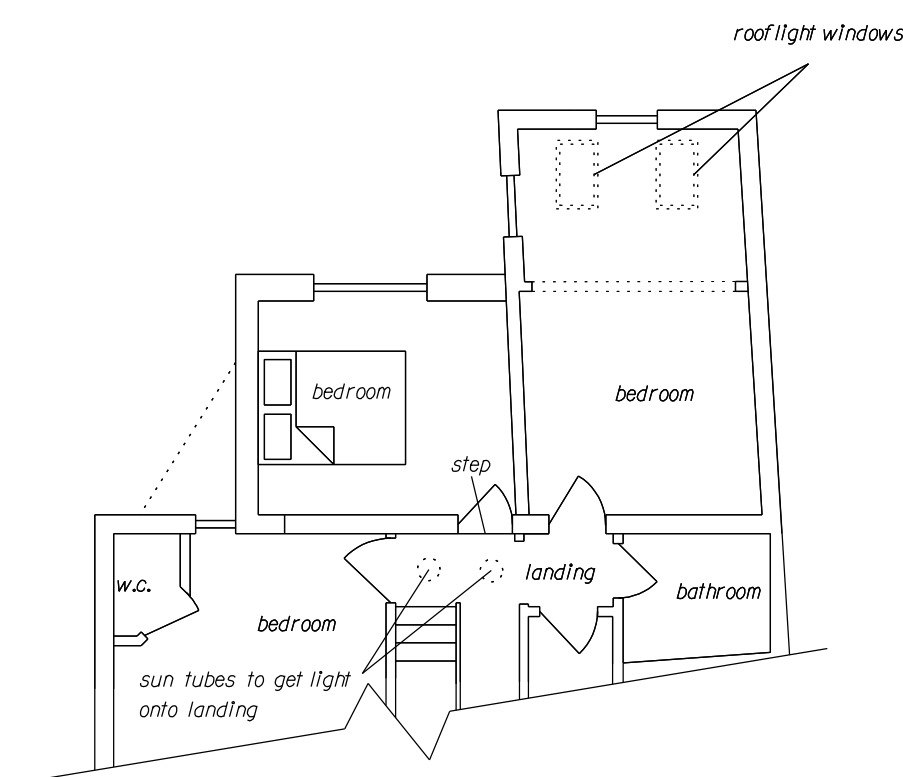 rooflight windows
bedroom
bedroom
step
w.c.
landing
bathroom
bedroom
sun tubes to get light
onto landing